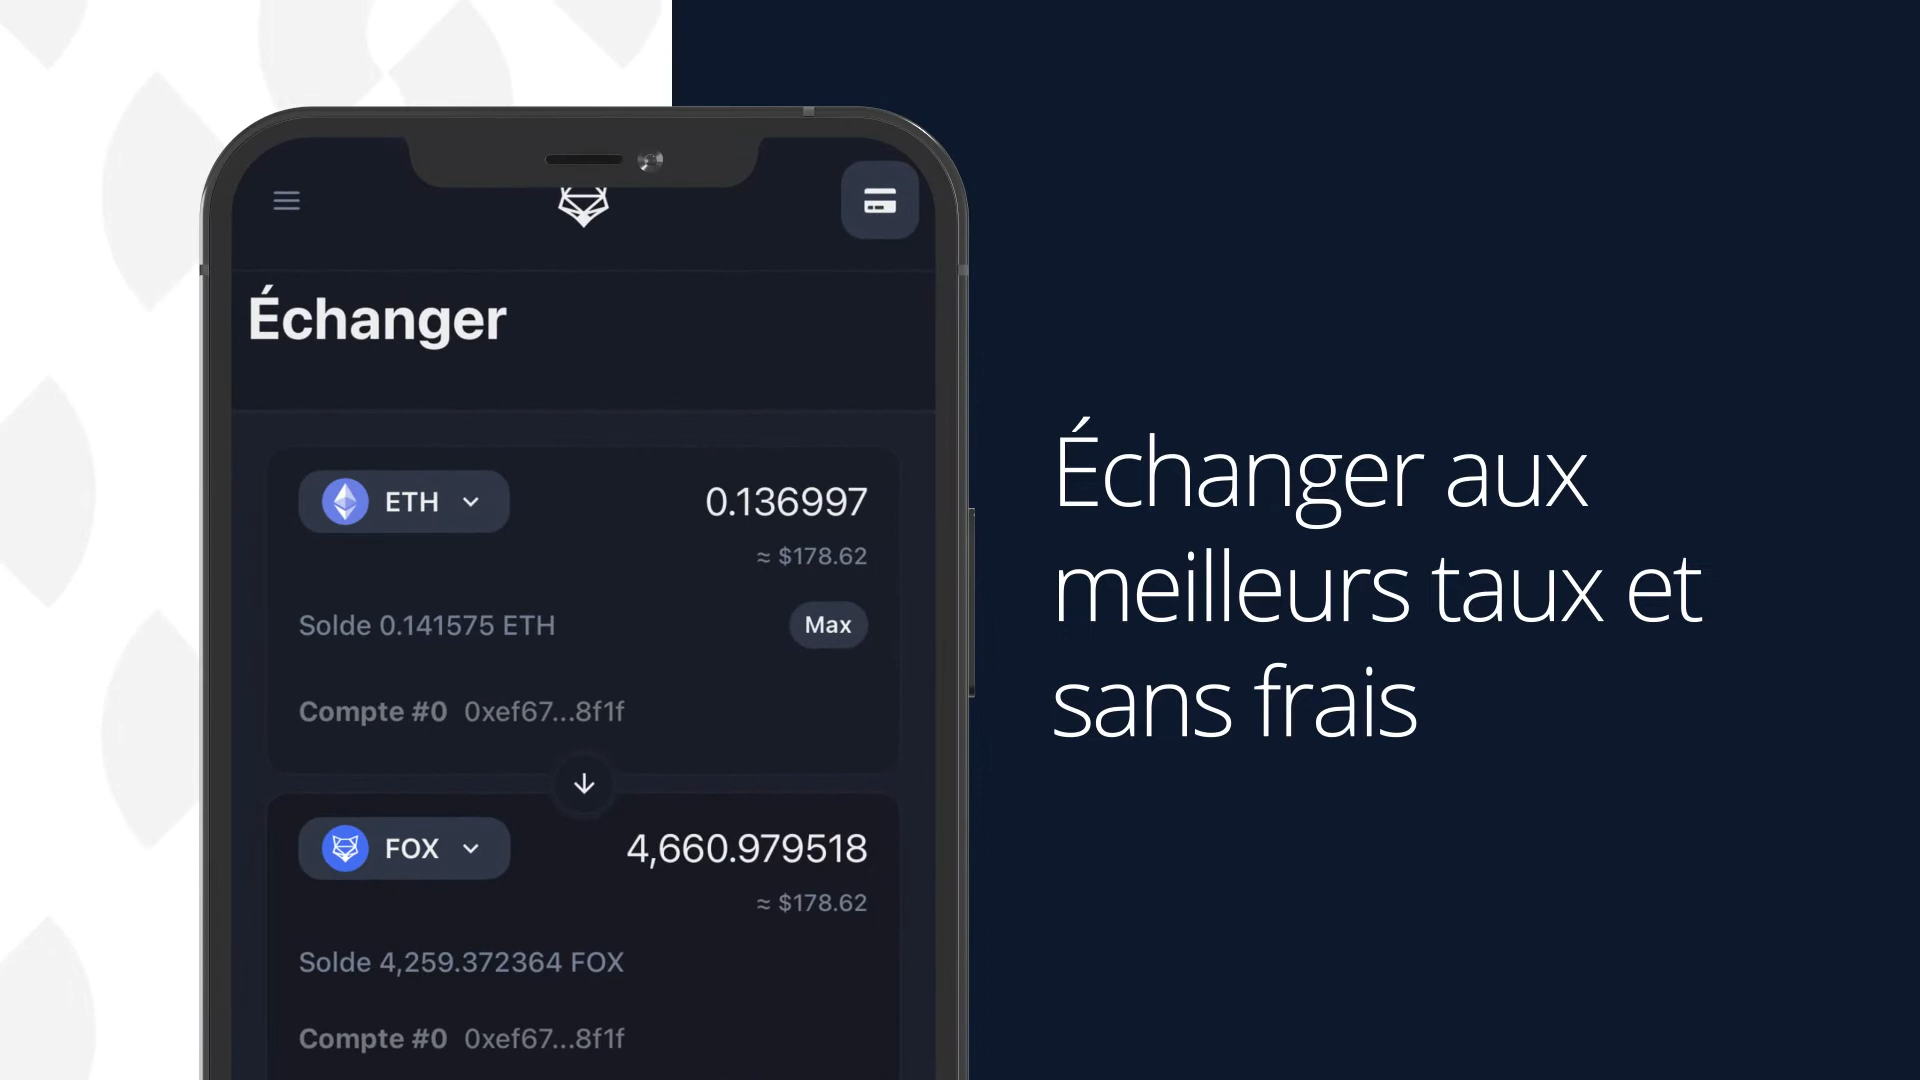 Échanger
ETH 0.136997
≈ $178.62
Solde 0.141575 ETH Max
Compte #0 0xef67...8f1f
FOX 4,660.979518
≈ $178.62
Solde 4,259.372364 FOX
Compte #0 0xef67...8f1f
Échanger aux
meilleurs taux et
sans frais